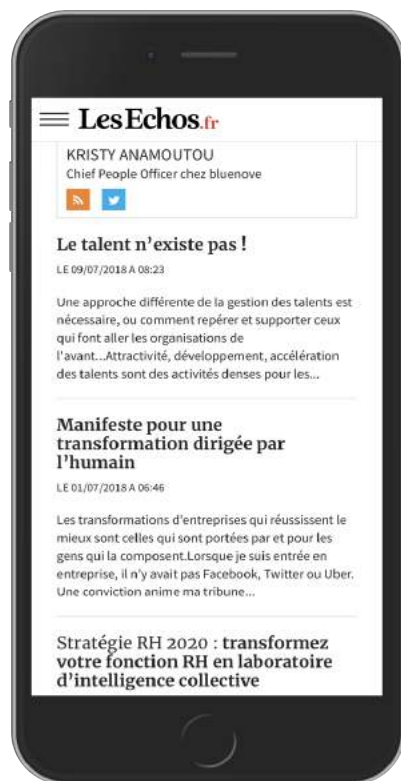 LesEchos.fr
KRISTY ANAMOUTOU
Chief People Officer chez bluenove
Le talent n’existe pas !
LE 09/07/2018 A 08:23
Une approche différente de la gestion des talents est
nécessaire, ou comment repérer et supporter ceux
qui font aller les organisations de
l'avant...Attractivité, développement, accélération
des talents sont des activités denses pour les...
Manifeste pour une
transformation dirigée par
l’humain
LE 01/07/2018 A 06:46
Les transformations d’entreprises qui réussissent le
mieux sont celles qui sont portées par et pour les
gens qui la composent.Lorsque je suis entrée en
entreprise, il n’y avait pas Facebook, Twitter ou Uber.
Une conviction anime ma tribune...
Stratégie RH 2020 : transformez
votre fonction RH en laboratoire
d’intelligence collective